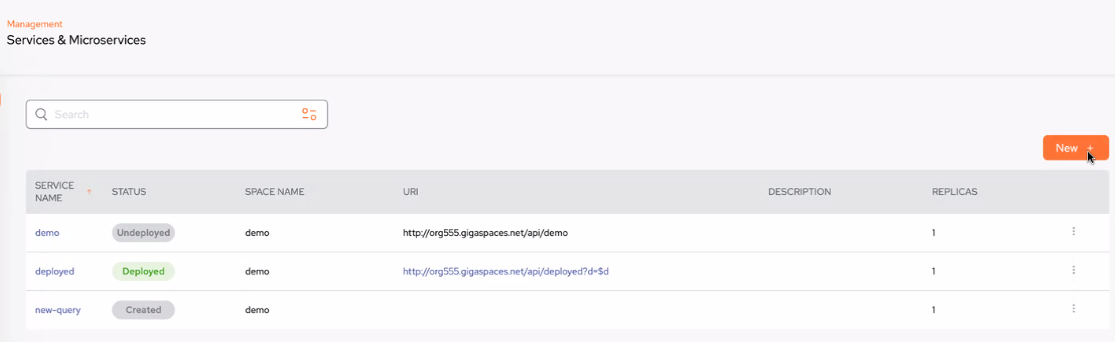 Management
Services & Microservices
Search
New +
SERVICE NAME ↑ STATUS SPACE NAME URI DESCRIPTION REPLICAS
demo Undeployed demo http://org555.gigaspaces.net/api/demo 1
deployed Deployed demo http://org555.gigaspaces.net/api/deployed?d=$d 1
new-query Created demo 1